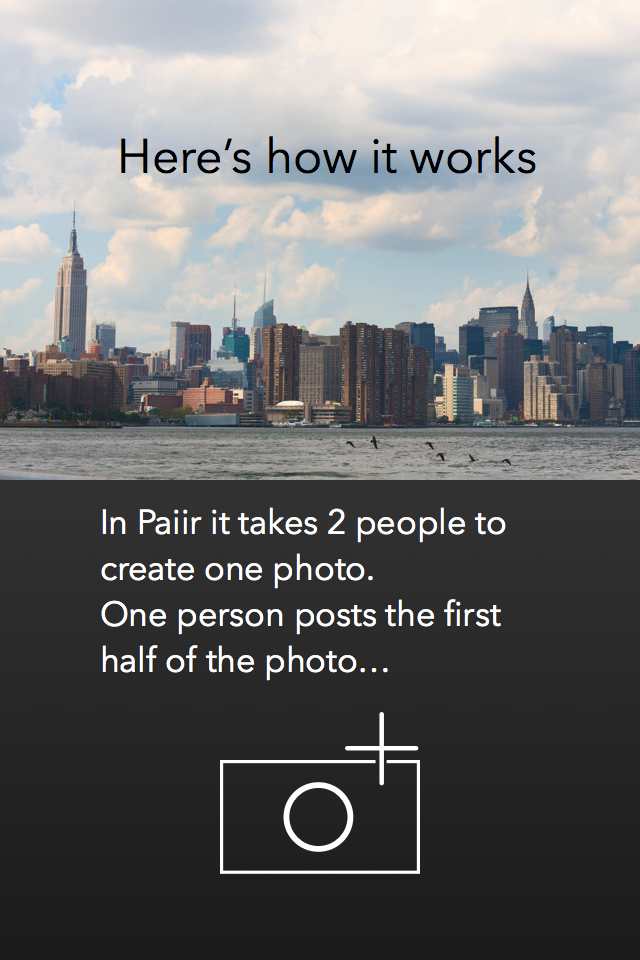 Here’s how it works
In Paiir it takes 2 people to
create one photo.
One person posts the first
half of the photo…